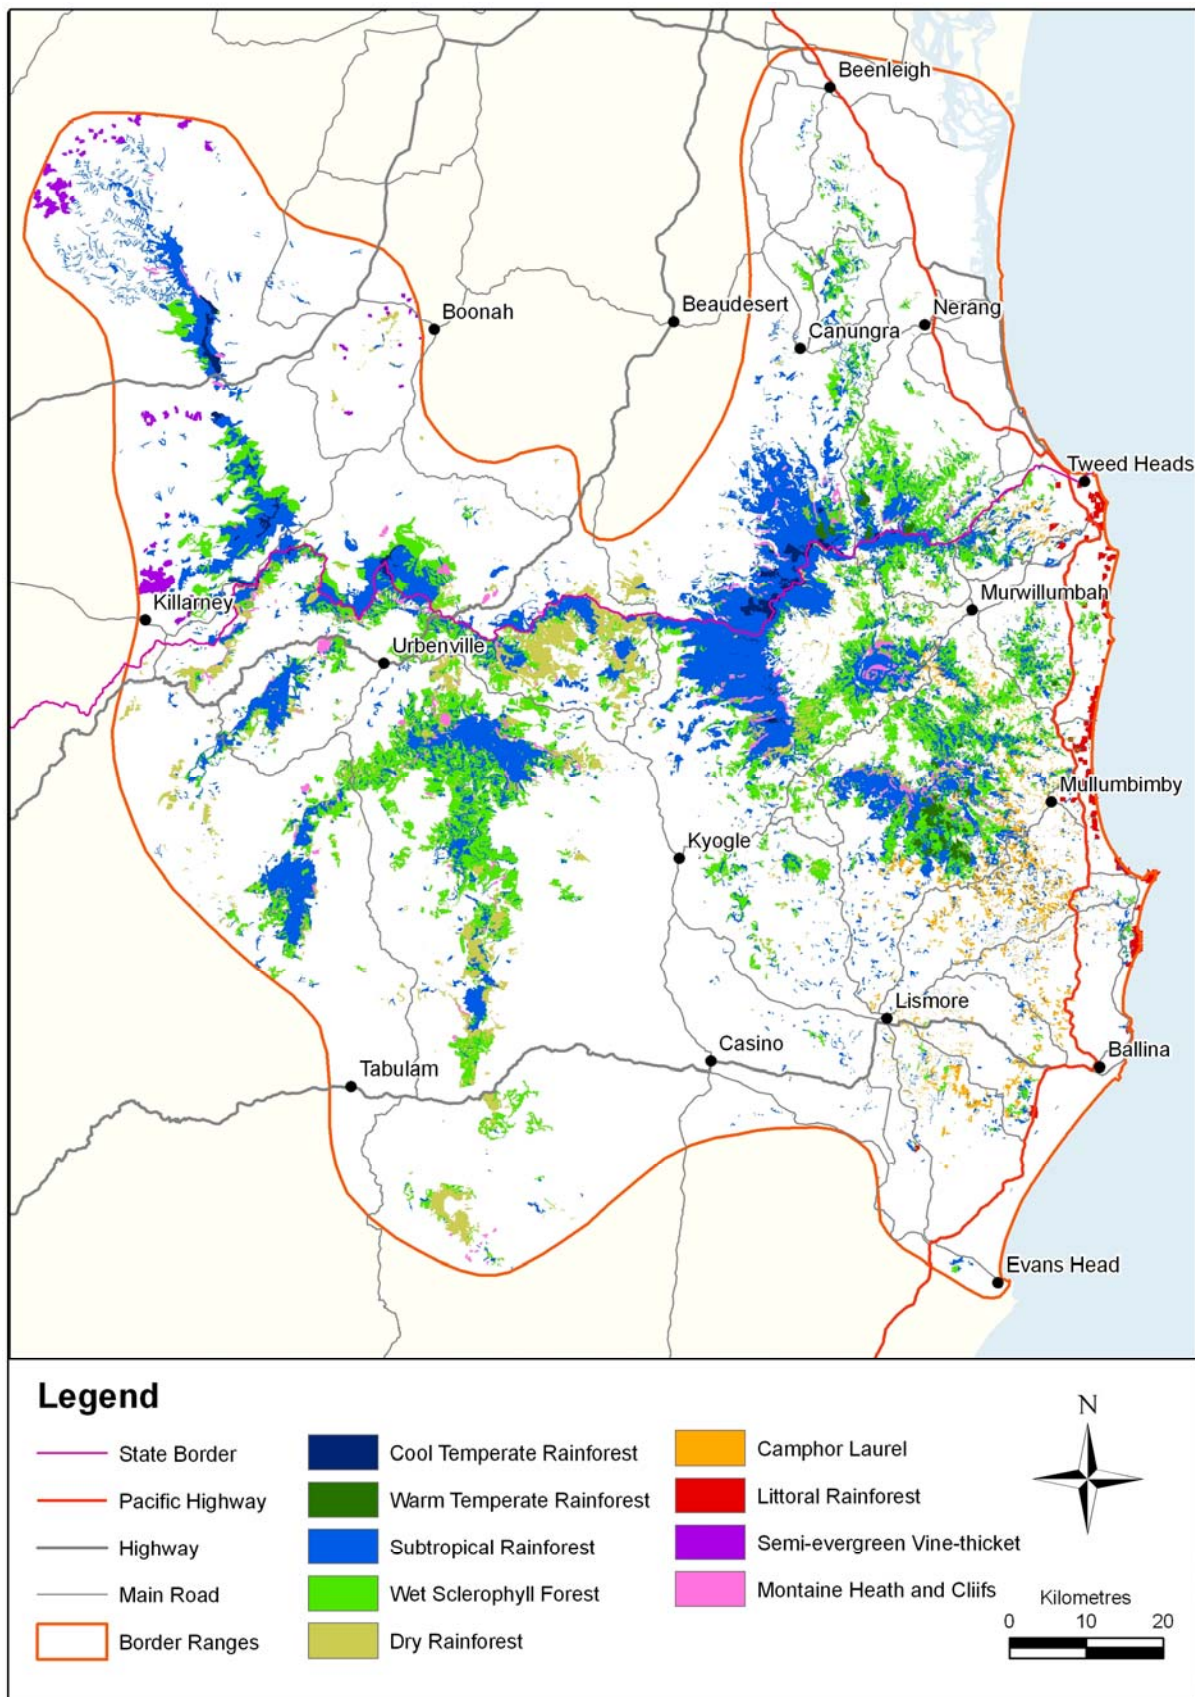 Beenleigh
Boonah
Beaudesert
Nerang
Canungra
Tweed Heads
Killarney
Murwillumbah
Urbenville
Mullumbimby
Kyogle
Lismore
Casino
Ballina
Tabulam
Evans Head
Legend
State Border
Pacific Highway
Highway
Main Road
Border Ranges
Cool Temperate Rainforest
Warm Temperate Rainforest
Subtropical Rainforest
Wet Sclerophyll Forest
Dry Rainforest
Camphor Laurel
Littoral Rainforest
Semi-evergreen Vine-thicket
Montaine Heath and Cliifs
N
Kilometres
0 10 20